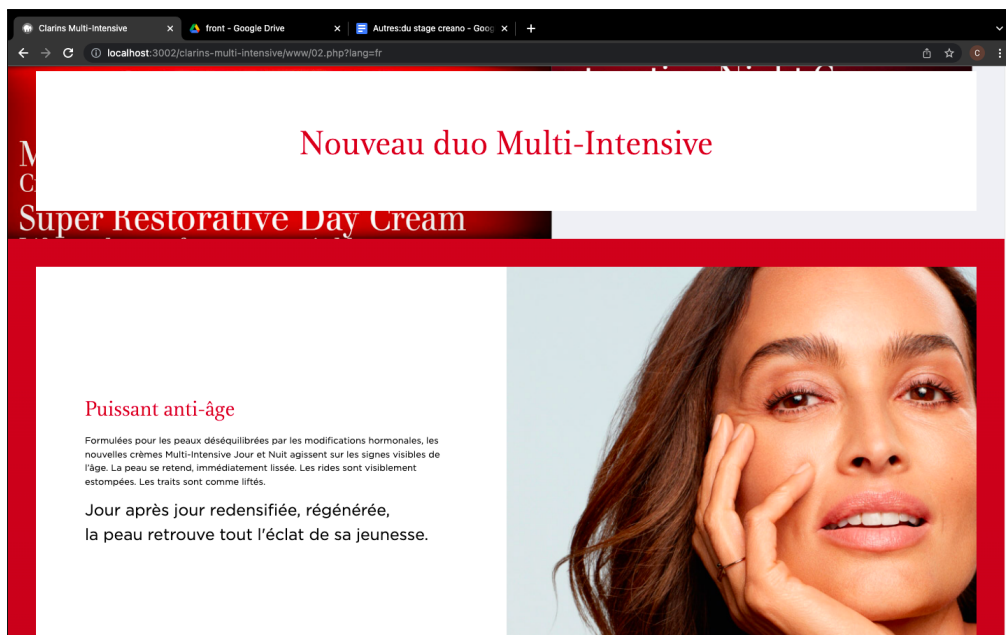 Clarins Multi-Intensive
front - Google Drive
Autres:du stage creano - Goog
localhost:3002/clarins-multi-intensive/www/02.php?lang=fr
C
Nouveau duo Multi-Intensive
Super Restorative Day Cream
Puissant anti-âge
Formulées pour les peaux déséquilibrées par les modifications hormonales, les
nouvelles crèmes Multi-Intensive Jour et Nuit agissent sur les signes visibles de
l'âge. La peau se retend, immédiatement lissée. Les rides sont visiblement
estompées. Les traits sont comme liftés.
Jour après jour redensifiée, régénérée,
la peau retrouve tout l'éclat de sa jeunesse.